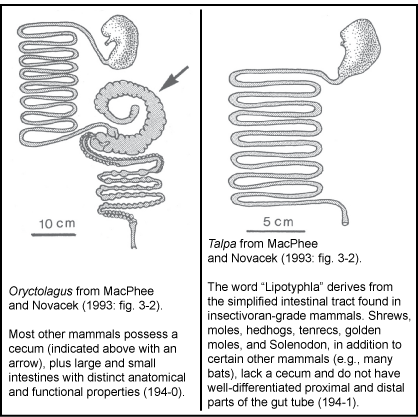 10 cm
Oryctolagus from MacPhee
and Novacek (1993: fig. 3-2).
Most other mammals possess a
cecum (indicated above with an
arrow), plus large and small
intestines with distinct anatomical
and functional properties (194-0).
5 cm
Talpa from MacPhee
and Novacek (1993: fig. 3-2).
The word “Lipotyphla” derives from
the simplified intestinal tract found in
insectivoran-grade mammals. Shrews,
moles, hedhogs, tenrecs, golden
moles, and Solenodon, in addition to
certain other mammals (e.g., many
bats), lack a cecum and do not have
well-differentiated proximal and distal
parts of the gut tube (194-1).